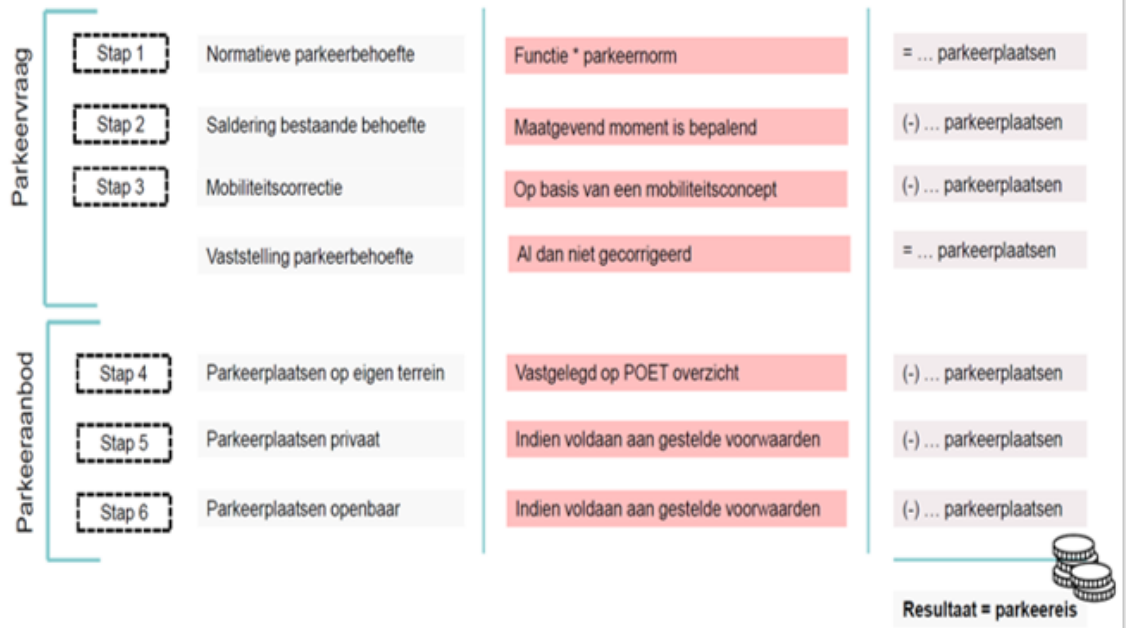 Parkeervraag
Stap 1 Normatieve parkeerbehoefte Functie * parkeernorm = ... parkeerplaatsen
Stap 2 Saldering bestaande behoefte Maatgevend moment is bepalend (-) ... parkeerplaatsen
Stap 3 Mobiliteitscorrectie Op basis van een mobiliteitsconcept (-) ... parkeerplaatsen
Vaststelling parkeerbehoefte Al dan niet gecorrigeerd = ... parkeerplaatsen
Parkeeraanbod
Stap 4 Parkeerplaatsen op eigen terrein Vastgelegd op POET overzicht (-) ... parkeerplaatsen
Stap 5 Parkeerplaatsen privaat Indien voldaan aan gestelde voorwaarden (-) ... parkeerplaatsen
Stap 6 Parkeerplaatsen openbaar Indien voldaan aan gestelde voorwaarden (-) ... parkeerplaatsen
Resultaat = parkeereis